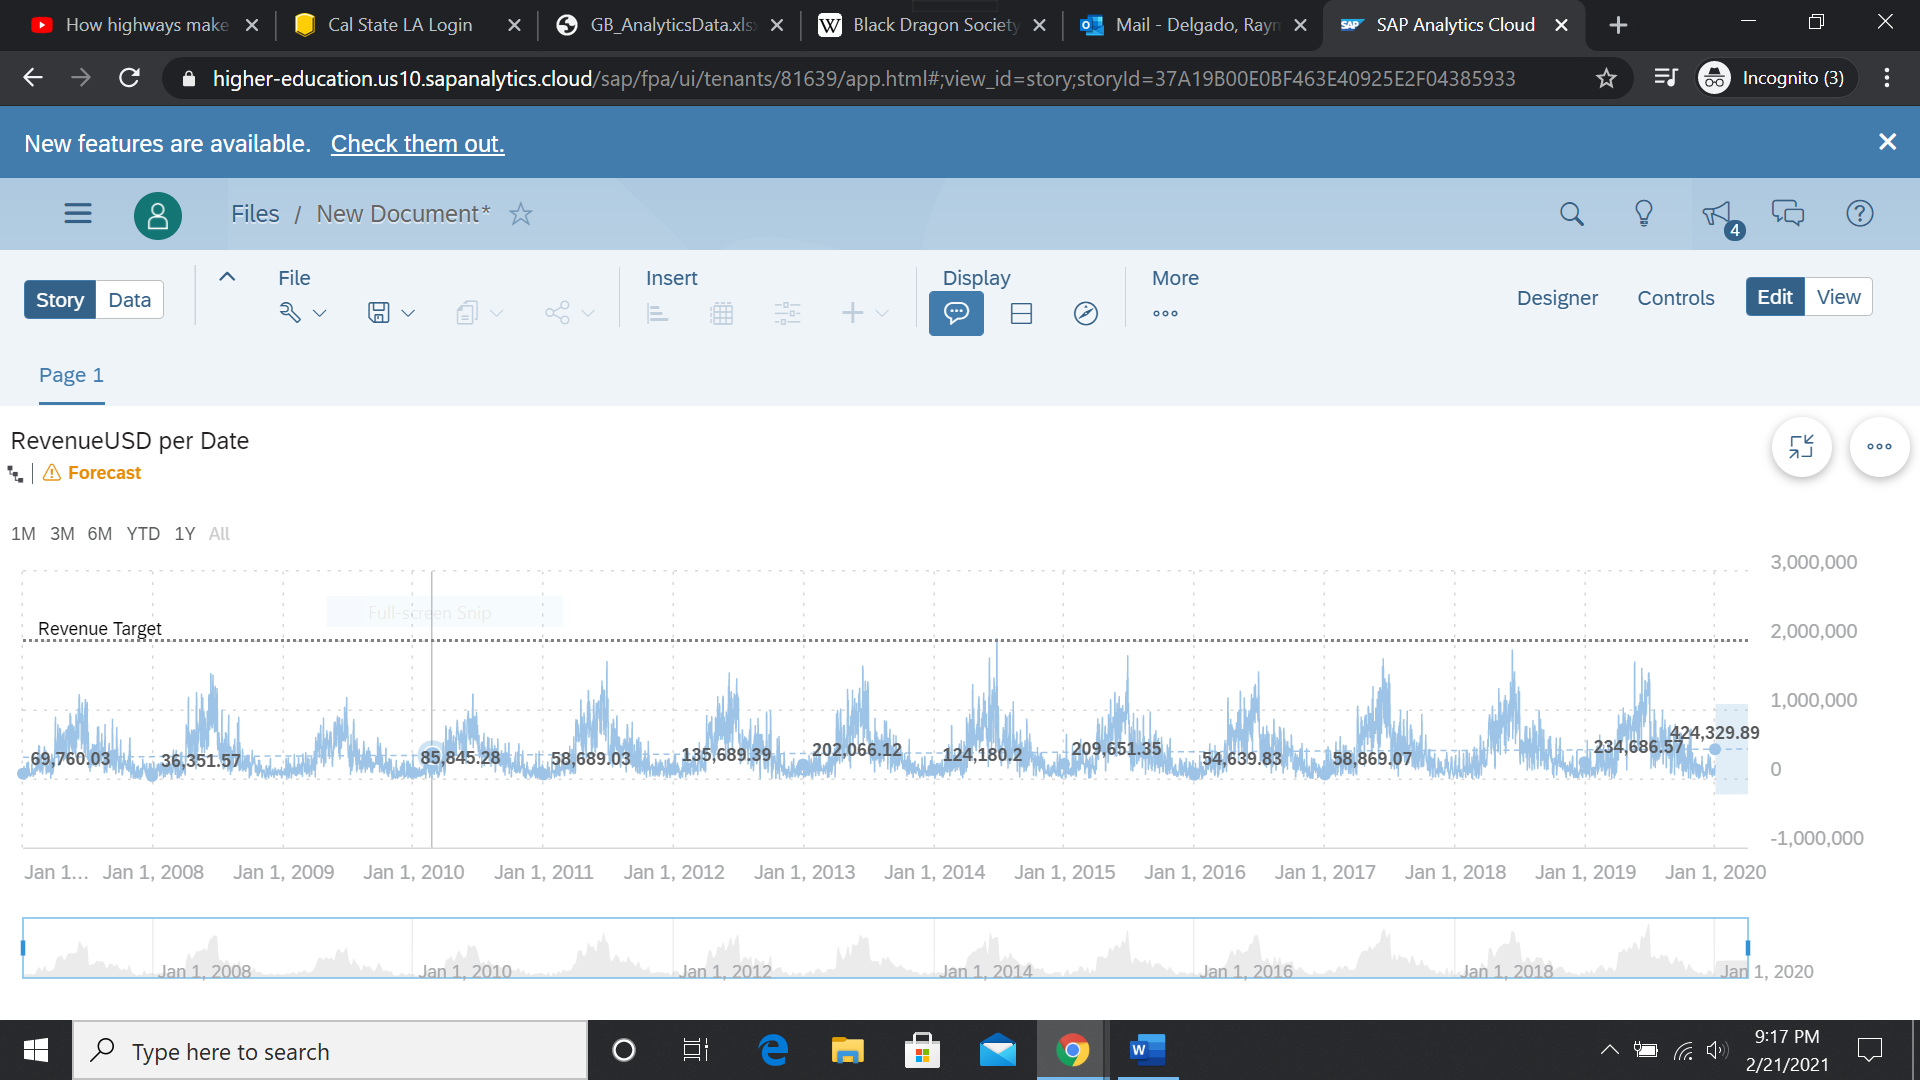 How highways make
Cal State LA Login
GB_AnalyticsData.xlsx
Black Dragon Society
Mail - Delgado, Raym
SAP SAP Analytics Cloud
higher-education.us10.sapanalytics.cloud/sap/fpa/ui/tenants/81639/app.html#;view_id=story;storyId=37A19B00E0BF463E40925E2F04385933
Incognito (3)
New features are available. Check them out.
Files / New Document*
4
Story Data
File
Insert
Display
More
Designer Controls Edit View
Page 1
RevenueUSD per Date
Forecast
1M 3M 6M YTD 1Y All
3,000,000
Full-screen Snip
Revenue Target
2,000,000
1,000,000
424,329.89
69,760.03 36,351.57 85,845.28 58,689.03 135,689.39 202,066.12 124,180.2 209,651.35 54,639.83 58,869.07 234,686.57
0
-1,000,000
Jan 1... Jan 1, 2008 Jan 1, 2009 Jan 1, 2010 Jan 1, 2011 Jan 1, 2012 Jan 1, 2013 Jan 1, 2014 Jan 1, 2015 Jan 1, 2016 Jan 1, 2017 Jan 1, 2018 Jan 1, 2019 Jan 1, 2020
Jan 1, 2008 Jan 1, 2010 Jan 1, 2012 Jan 1, 2014 Jan 1, 2016 Jan 1, 2018 Jan 1, 2020
Type here to search
W
9:17 PM
2/21/2021